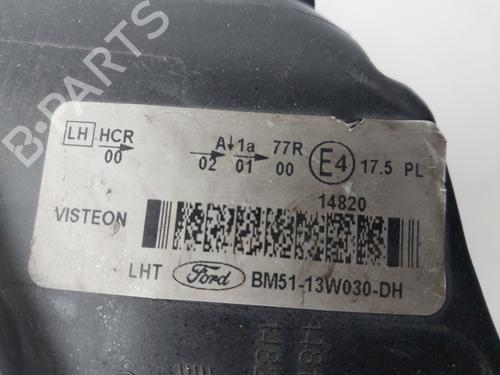 B-PARTS
LH HCR A↓1a 77R
00 02 01 00 E4 17.5 PL
14820
VISTEON
LHT Ford BM51-13W030-DH